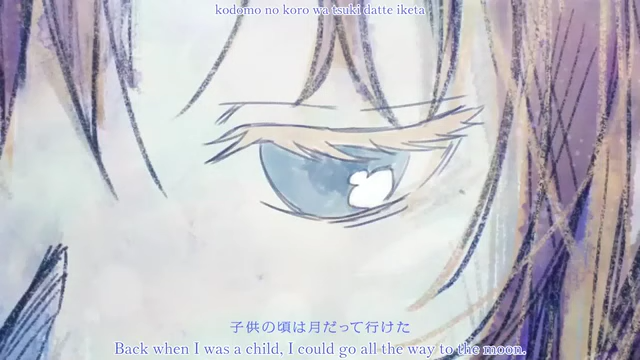 kodomo no koro wa tsuki datte iketa
子供の頃は月だって行けた
Back when I was a child, I could go all the way to the moon.